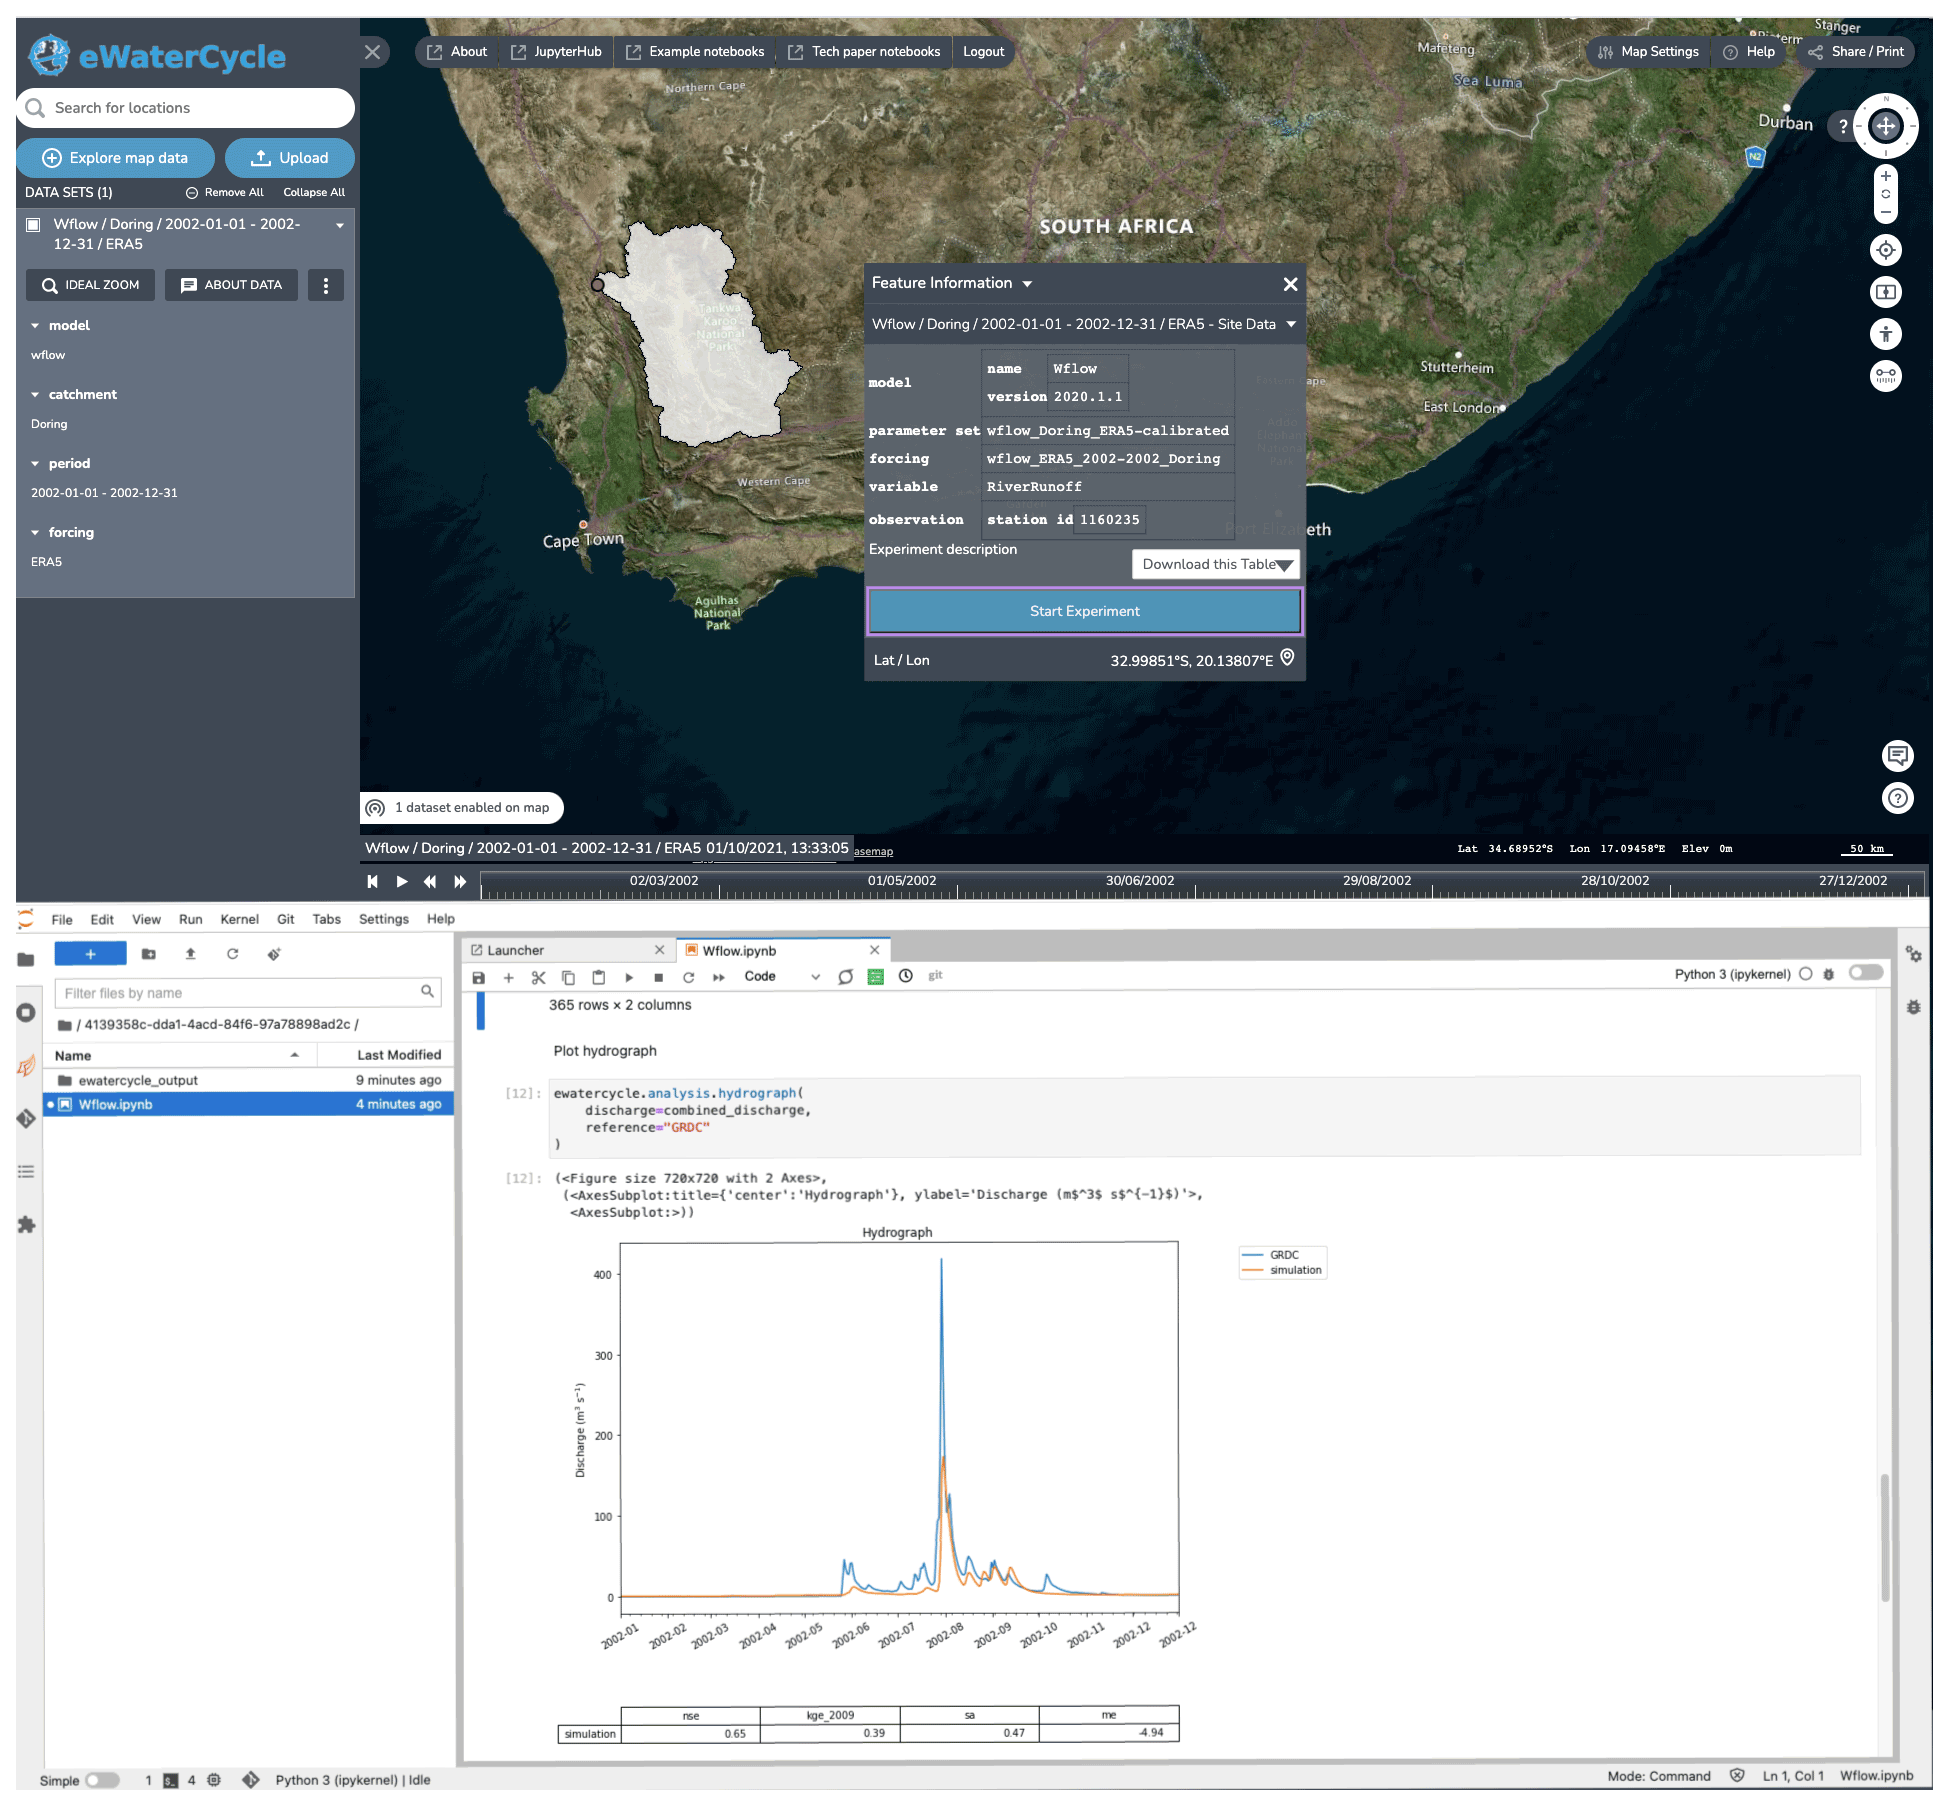 eWaterCycle
About
JupyterHub
Example notebooks
Tech paper notebooks
Logout
Map Settings
Help
Share / Print
Search for locations
Explore map data
Upload
DATA SETS (1)
Remove All
Collapse All
Wflow / Doring / 2002-01-01 - 2002-
12-31 / ERA5
IDEAL ZOOM
ABOUT DATA
model
wflow
catchment
Doring
period
2002-01-01 - 2002-12-31
forcing
ERA5
Northern Cape
Mafeteng
Sea Luma
Stanger
Durban
N2
SOUTH AFRICA
Tankwa
Karoo
National
Park
Western Cape
Cape Town
Agulhas
National
Park
Stutterheim
East London
Port Elizabeth
Feature Information
Wflow / Doring / 2002-01-01 - 2002-12-31 / ERA5 - Site Data
model
name Wflow
version 2020.1.1
parameter set wflow_Doring_ERA5-calibrated
forcing wflow_ERA5_2002-2002_Doring
variable RiverRunoff
observation station id 1160235
Experiment description
Download this Table
Start Experiment
Lat / Lon 32.99851°S, 20.13807°E
1 dataset enabled on map
Wflow / Doring / 2002-01-01 - 2002-12-31 / ERA5 01/10/2021, 13:33:05
asemap
Lat 34.68952°S Lon 17.09458°E Elev 0m
50 km
02/03/2002 01/05/2002 30/06/2002 29/08/2002 28/10/2002 27/12/2002
File Edit View Run Kernel Git Tabs Settings Help
Filter files by name
/ 4139358c-dda1-4acd-84f6-97a78898ad2c /
Name Last Modified
ewatercycle_output 9 minutes ago
Wflow.ipynb 4 minutes ago
Launcher
Wflow.ipynb
Code
git
Python 3 (ipykernel)
365 rows × 2 columns
Plot hydrograph
[12]: ewatercycle.analysis.hydrograph(
discharge=combined_discharge,
reference="GRDC"
)
[12]: (<Figure size 720x720 with 2 Axes>,
(<AxesSubplot:title={'center':'Hydrograph'}, ylabel='Discharge (m$^3$ s$^{-1}$)'>,
<AxesSubplot:>))
Hydrograph
GRDC
simulation
400
300
200
100
0
Discharge (m³ s⁻¹)
2002-01 2002-02 2002-03 2002-04 2002-05 2002-06 2002-07 2002-08 2002-09 2002-10 2002-11 2002-12 2002-12
nse kge_2009 sa me
simulation 0.65 0.39 0.47 -4.94
Simple 1 4 Python 3 (ipykernel) | Idle
Mode: Command Ln 1, Col 1 Wflow.ipynb